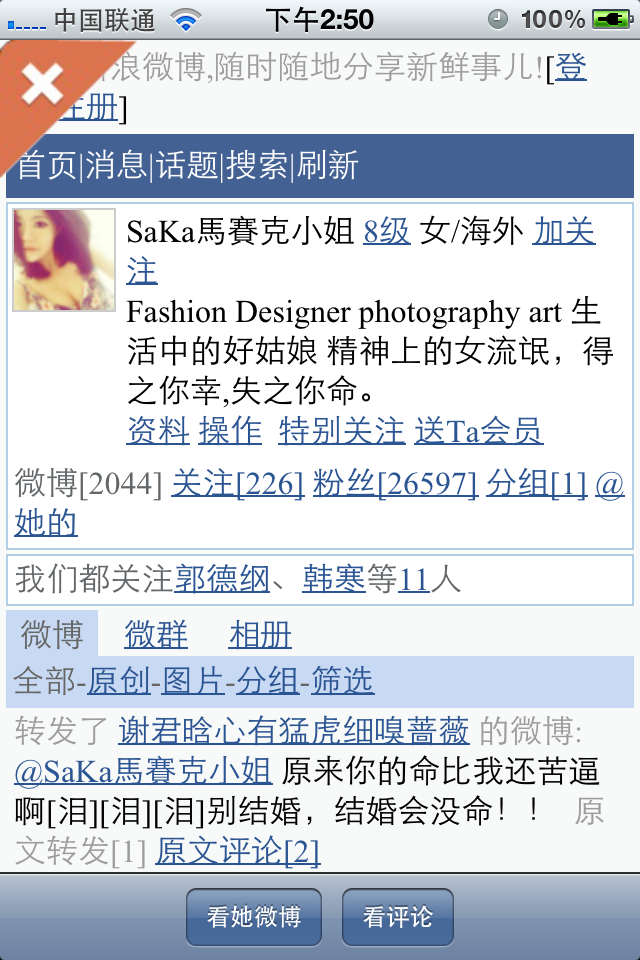 中国联通 下午2:50 100%
浪微博,随时随地分享新鲜事儿![登
注册]
首页|消息|话题|搜索|刷新
SaKa馬賽克小姐 8级 女/海外 加关
注
Fashion Designer photography art 生
活中的好姑娘 精神上的女流氓，得
之你幸,失之你命。
资料 操作 特别关注 送Ta会员
微博[2044] 关注[226] 粉丝[26597] 分组[1] @
她的
我们都关注郭德纲、韩寒等11人
微博 微群 相册
全部-原创-图片-分组-筛选
转发了 谢君晗心有猛虎细嗅蔷薇 的微博:
@SaKa馬賽克小姐 原来你的命比我还苦逼
啊[泪][泪][泪]别结婚，结婚会没命！！ 原
文转发[1] 原文评论[2]
看她微博 看评论